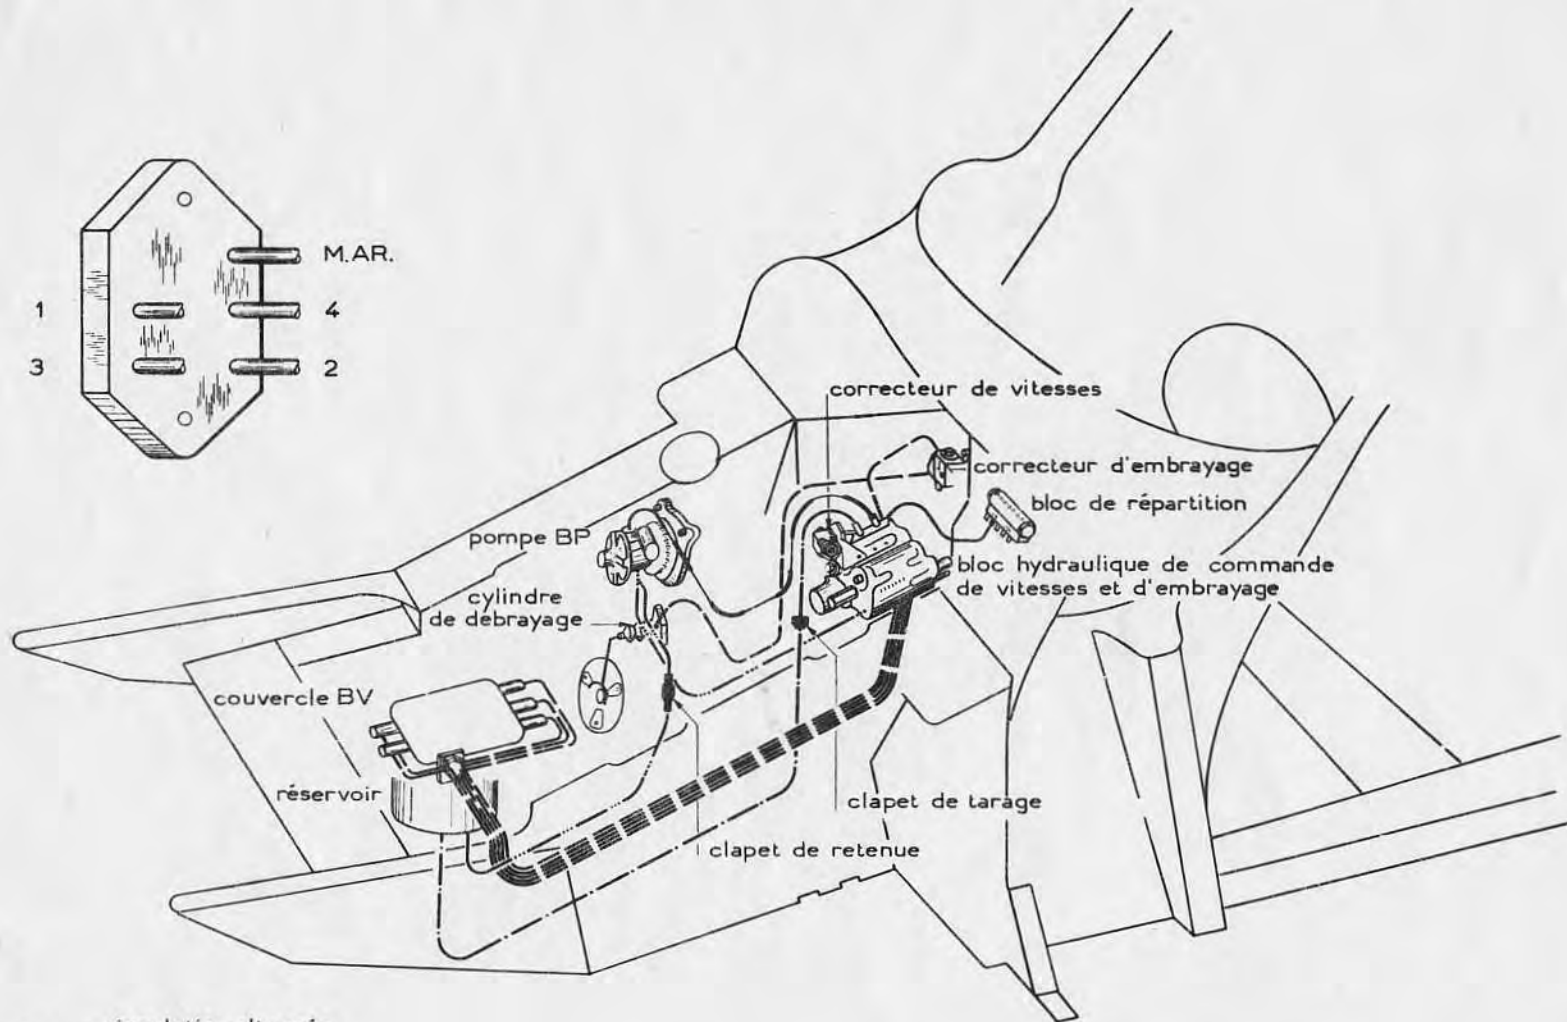 M.AR.
1 4
3 2
correcteur de vitesses
correcteur d'embrayage
bloc de répartition
pompe BP
bloc hydraulique de commande
de vitesses et d'embrayage
cylindre
de débrayage
couvercle BV
réservoir
clapet de tarage
clapet de retenue